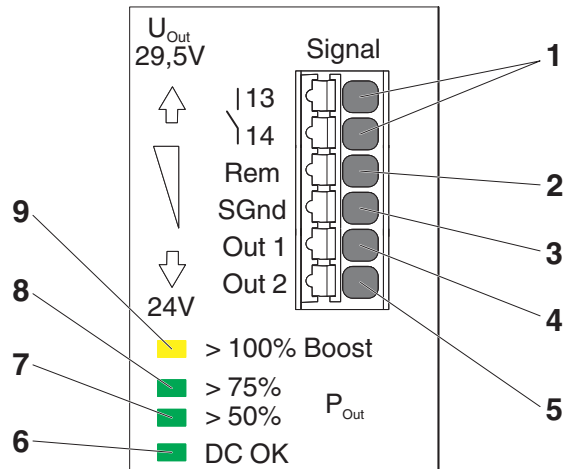 U_Out
29,5V
Signal
13
14
Rem
SGnd
Out 1
Out 2
24V
> 100% Boost
> 75%
> 50%
P_Out
DC OK
1
2
3
4
5
9
8
7
6